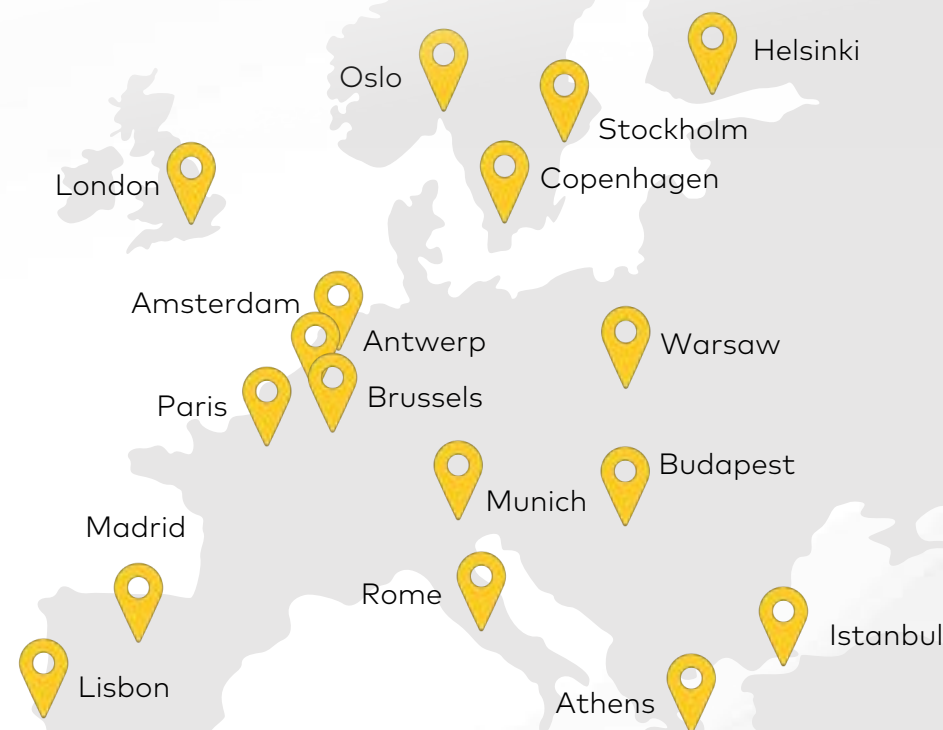 Helsinki
Oslo
Stockholm
Copenhagen
London
Amsterdam
Antwerp
Warsaw
Brussels
Paris
Budapest
Munich
Madrid
Rome
Istanbul
Lisbon
Athens